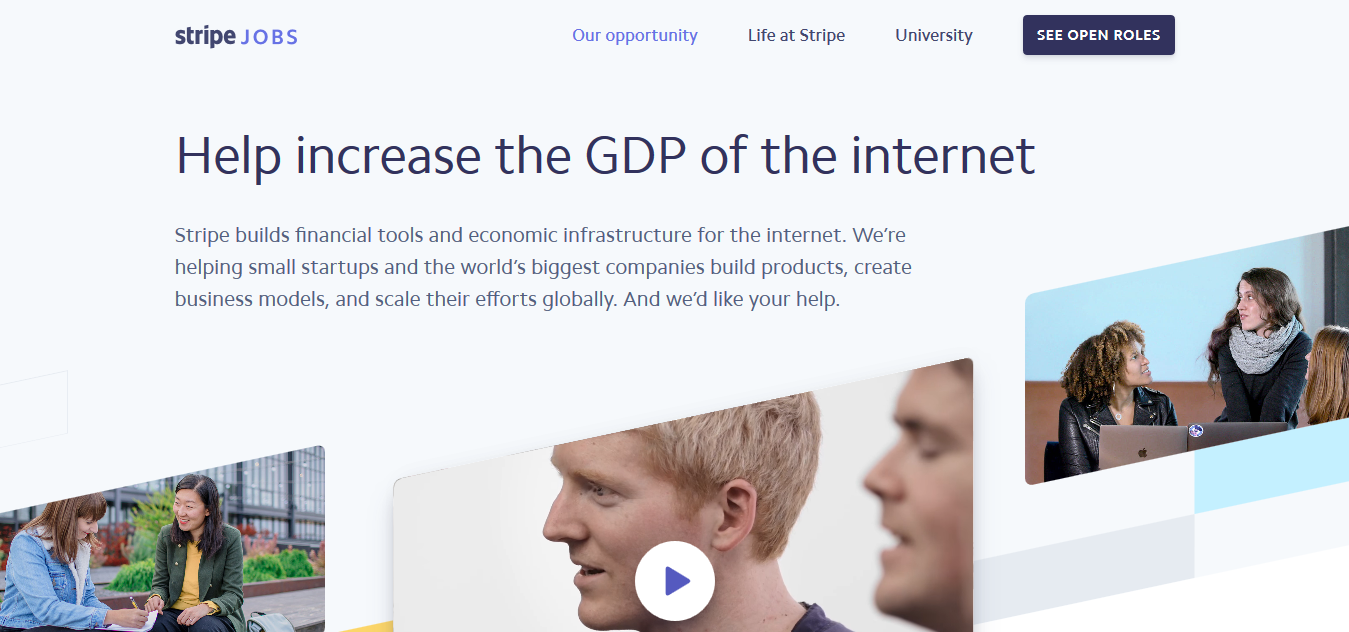 stripe JOBS
Our opportunity
Life at Stripe
University
SEE OPEN ROLES
Help increase the GDP of the internet
Stripe builds financial tools and economic infrastructure for the internet. We’re
helping small startups and the world’s biggest companies build products, create
business models, and scale their efforts globally. And we’d like your help.